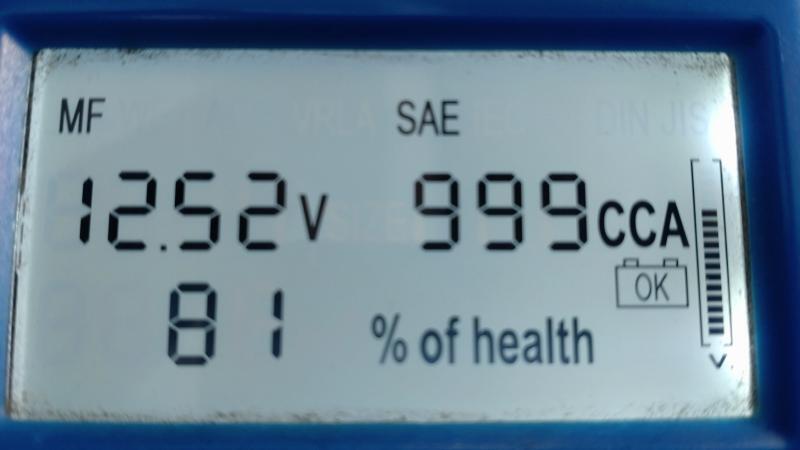 MF SAE
12.52 V 999 CCA
OK
81 % of health